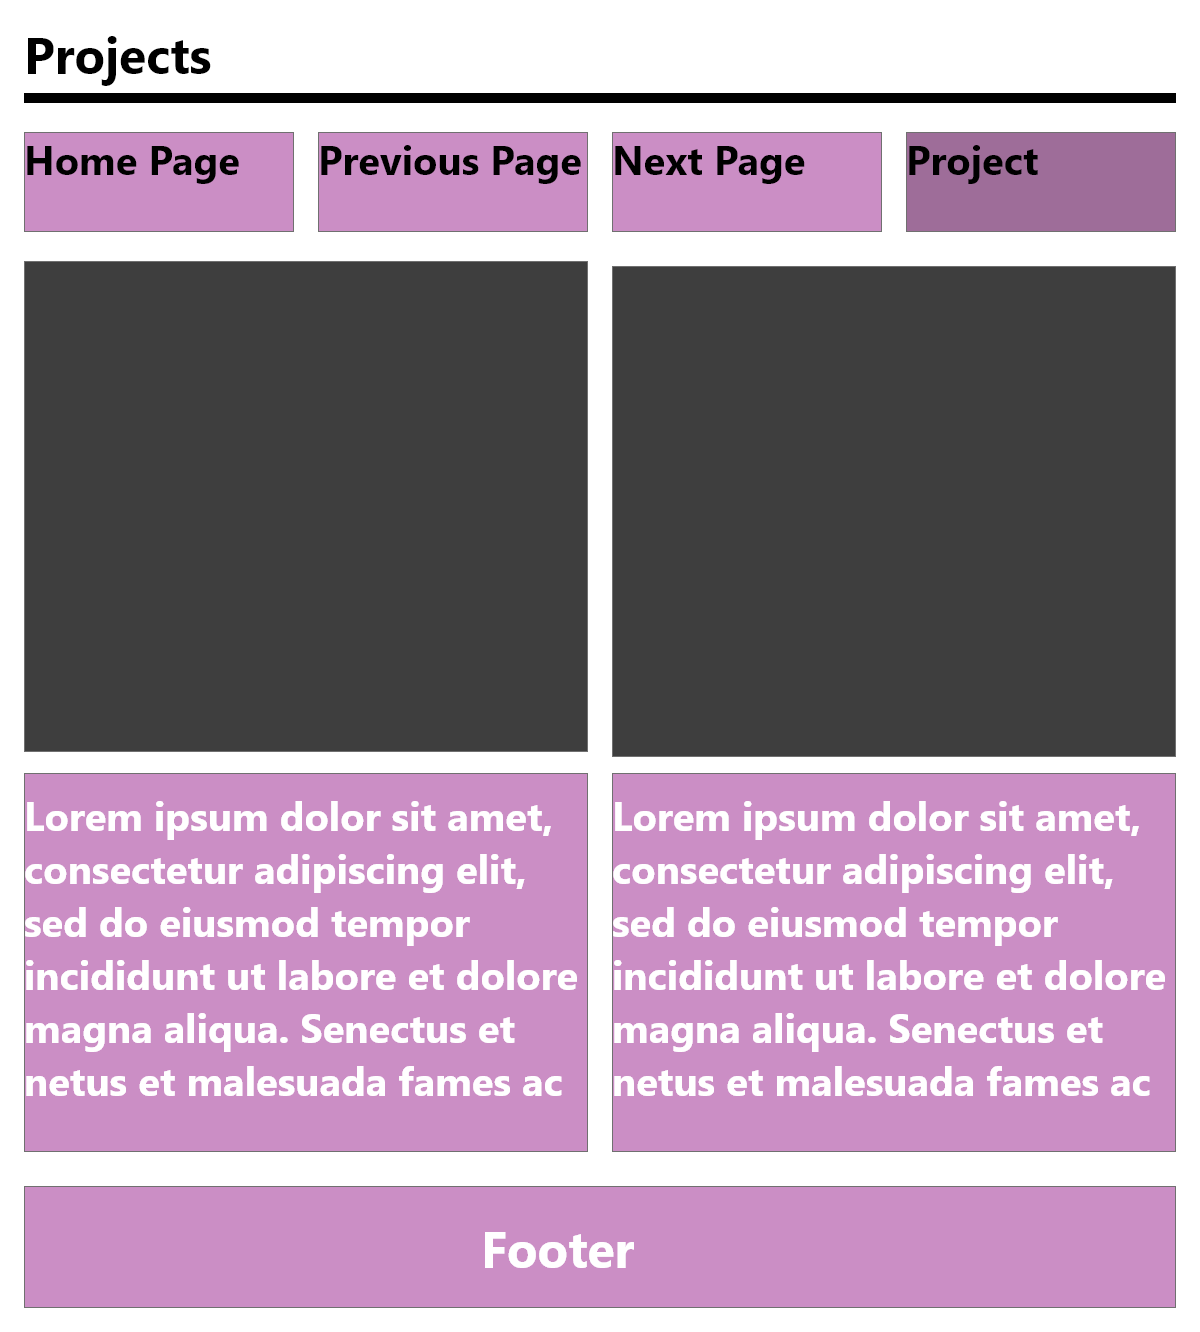 Projects
Home Page
Previous Page
Next Page
Project
Lorem ipsum dolor sit amet,
consectetur adipiscing elit,
sed do eiusmod tempor
incididunt ut labore et dolore
magna aliqua. Senectus et
netus et malesuada fames ac
Lorem ipsum dolor sit amet,
consectetur adipiscing elit,
sed do eiusmod tempor
incididunt ut labore et dolore
magna aliqua. Senectus et
netus et malesuada fames ac
Footer